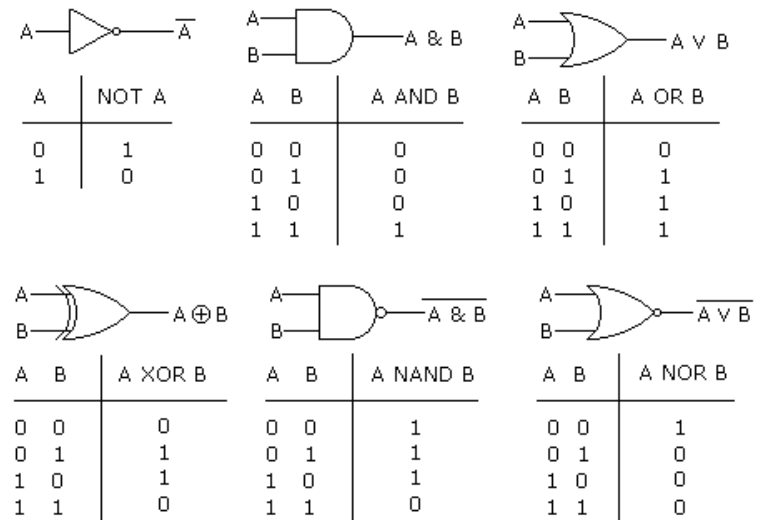 A A̅
A NOT A
0 1
1 0
A
B
A & B
A B A AND B
0 0 0
0 1 0
1 0 0
1 1 1
A
B
A ∨ B
A B A OR B
0 0 0
0 1 1
1 0 1
1 1 1
A
B
A ⊕ B
A B A XOR B
0 0 0
0 1 1
1 0 1
1 1 0
A
B
A̅ ̅&̅ ̅B̅
A B A NAND B
0 0 1
0 1 1
1 0 1
1 1 0
A
B
A̅ ̅∨̅ ̅B̅
A B A NOR B
0 0 1
0 1 0
1 0 0
1 1 0